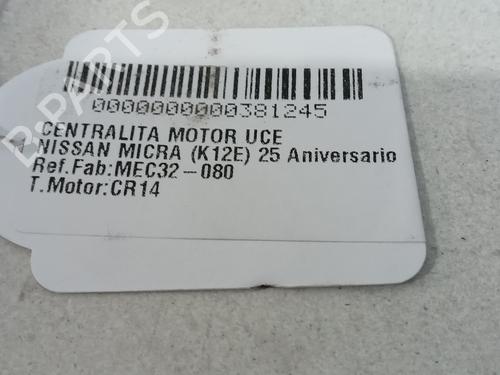 D-PARTS
0000000000381245
CENTRALITA MOTOR UCE
NISSAN MICRA (K12E) 25 Aniversario
Ref.Fab:MEC32-080
T.Motor:CR14